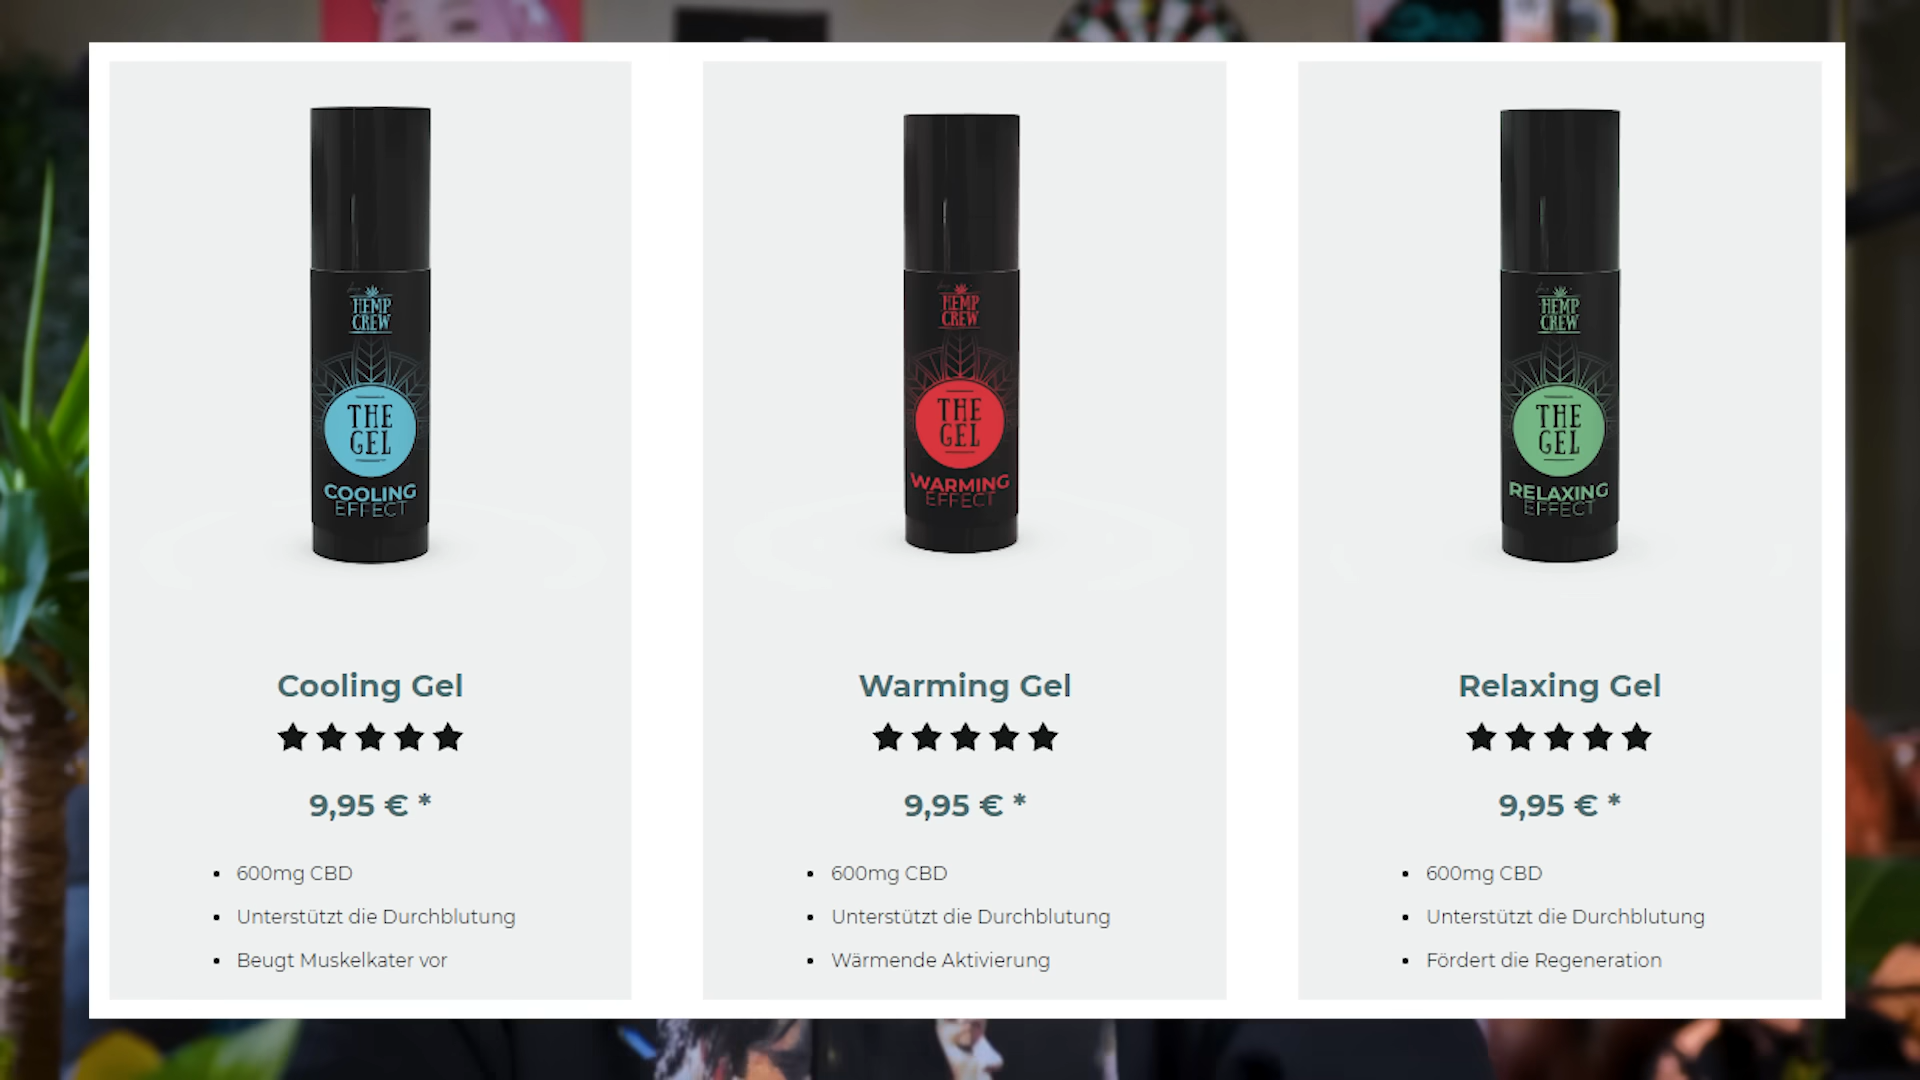 HEMP
CREW
THE
GEL
COOLING
EFFECT
Cooling Gel
9,95 € *
600mg CBD
Unterstützt die Durchblutung
Beugt Muskelkater vor
HEMP
CREW
THE
GEL
WARMING
EFFECT
Warming Gel
9,95 € *
600mg CBD
Unterstützt die Durchblutung
Wärmende Aktivierung
HEMP
CREW
THE
GEL
RELAXING
EFFECT
Relaxing Gel
9,95 € *
600mg CBD
Unterstützt die Durchblutung
Fördert die Regeneration